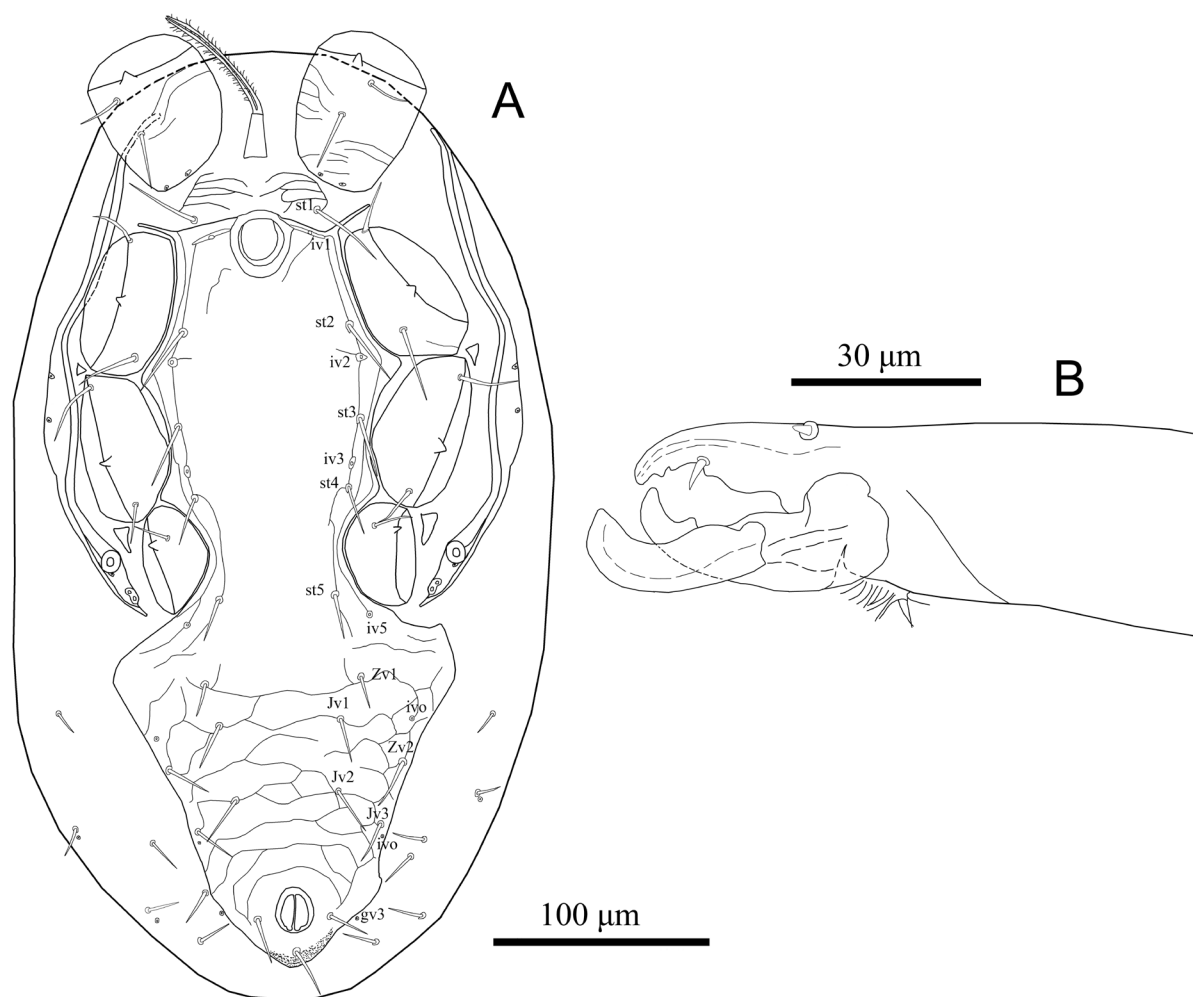 A
st1
iv1
st2
iv2
30 μm
B
st3
iv3
st4
st5
iv5
Zv1
Jv1
ivo
Zv2
Jv2
Jv3
ivo
gv3
100 μm